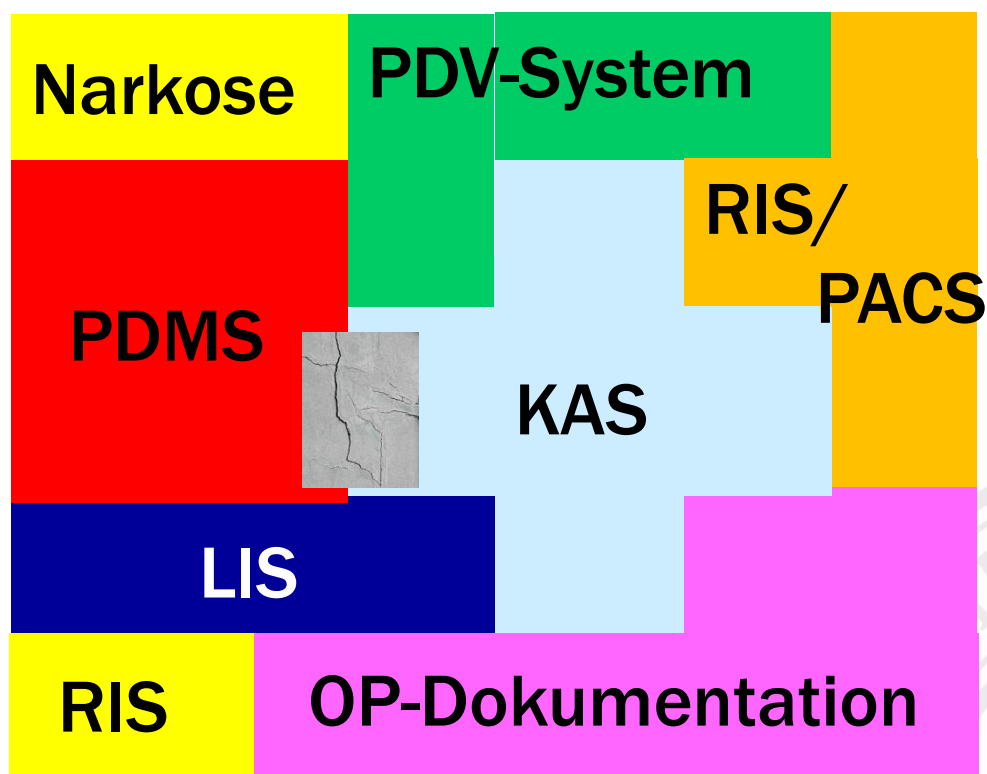 Narkose
PDV-System
RIS/
PACS
PDMS
KAS
LIS
RIS
OP-Dokumentation